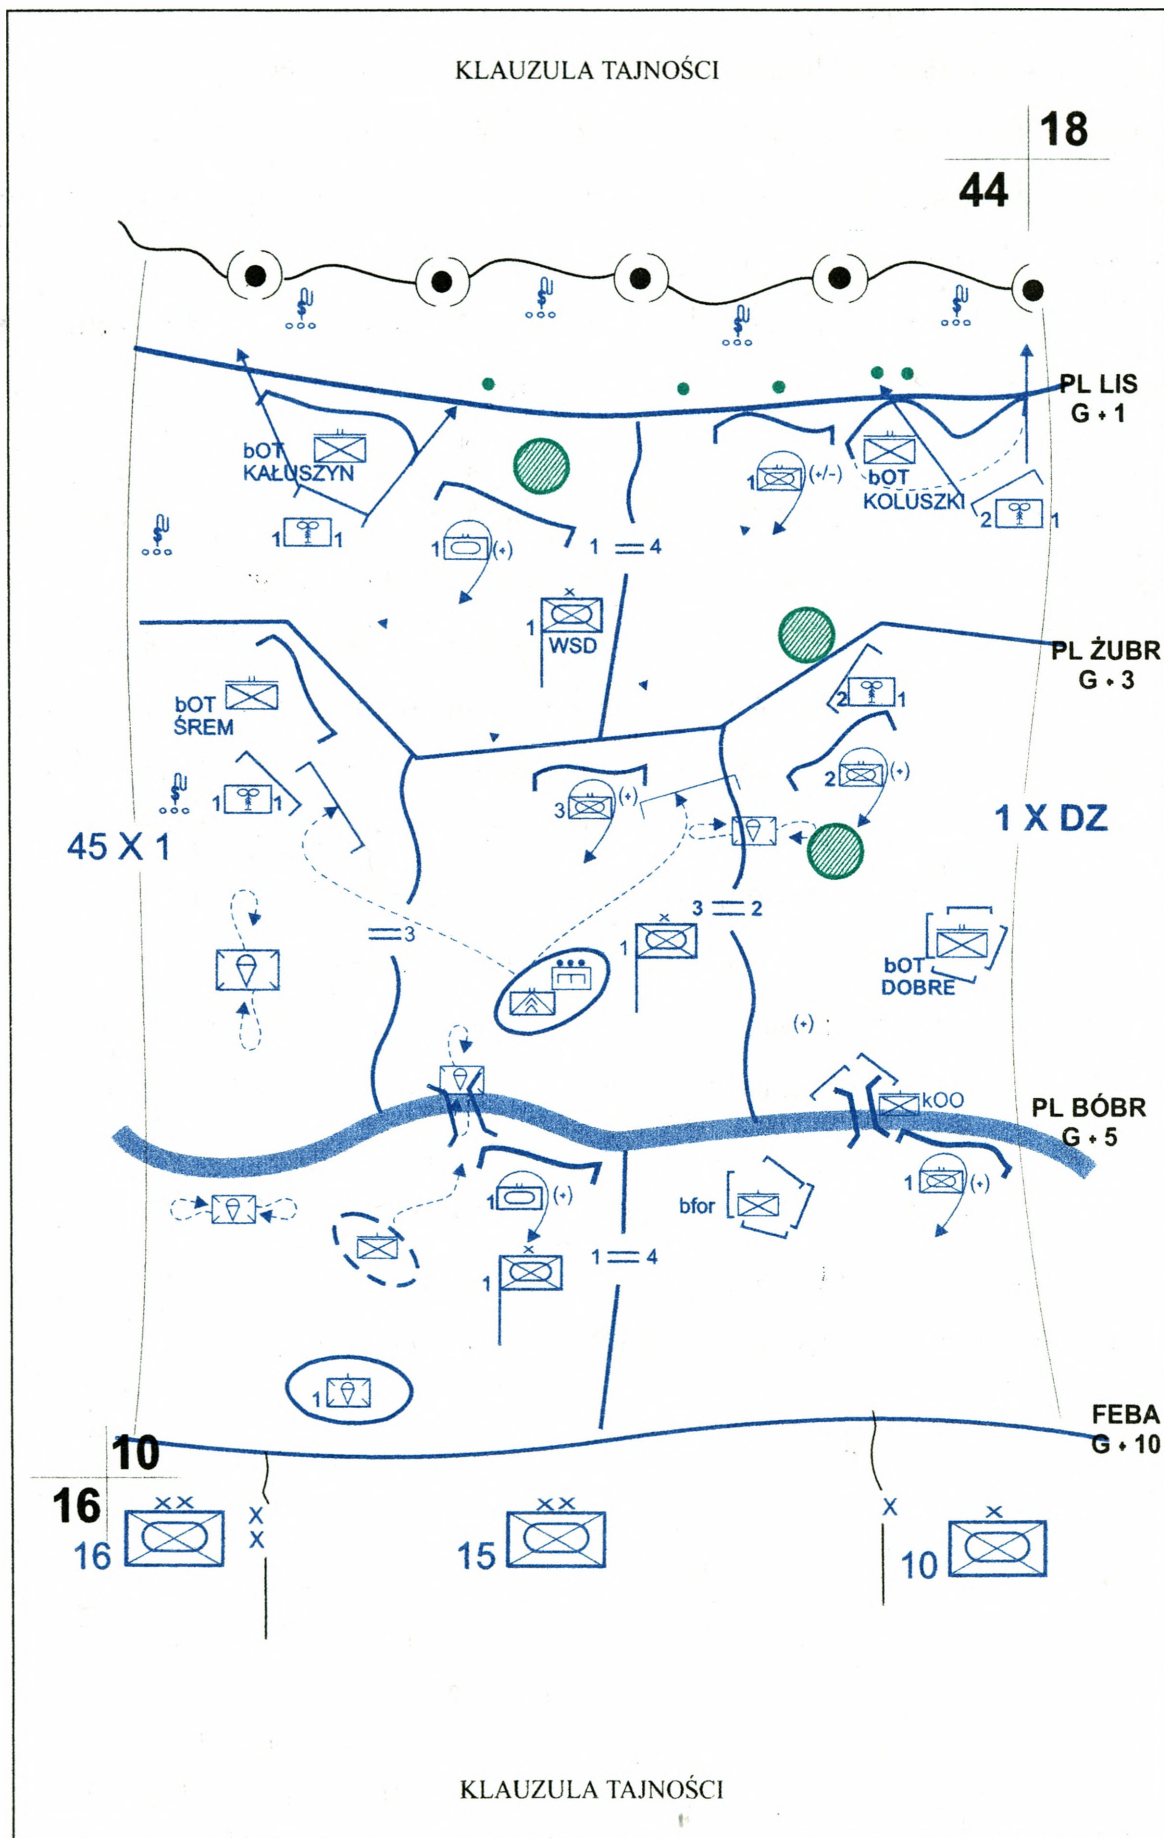 KLAUZULA TAJNOŚCI
18
44
PL LIS
G + 1
bOT
KAŁUSZYN
1 1
1 (+)
1 (+/-)
bOT
KOLUSZKI
2 1
1 = 4
x
1
WSD
PL ŻUBR
G + 3
2 1
bOT
ŚREM
1 1
3 (+)
2 (+)
45 X 1
1 X DZ
= 3
3 = 2
x
1
bOT
DOBRE
(+)
kOO
PL BÓBR
G + 5
1 (+)
1 (+)
bfor
x
1
1 = 4
1
FEBA
G + 10
10
16
XX
16
X
X
XX
15
X
x
10
KLAUZULA TAJNOŚCI